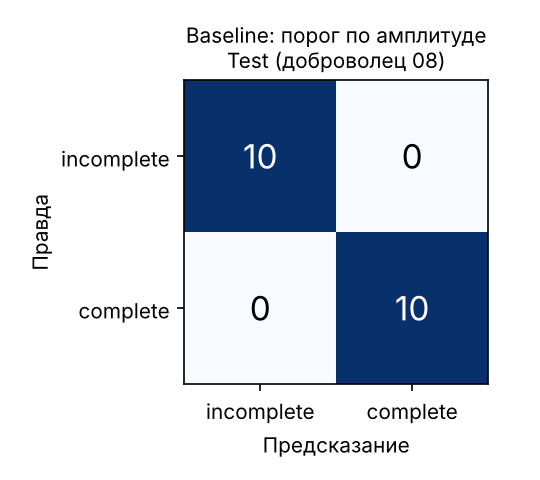 Baseline: порог по амплитуде
Test (доброволец 08)
incomplete
10
0
Правда
complete
0
10
incomplete
complete
Предсказание